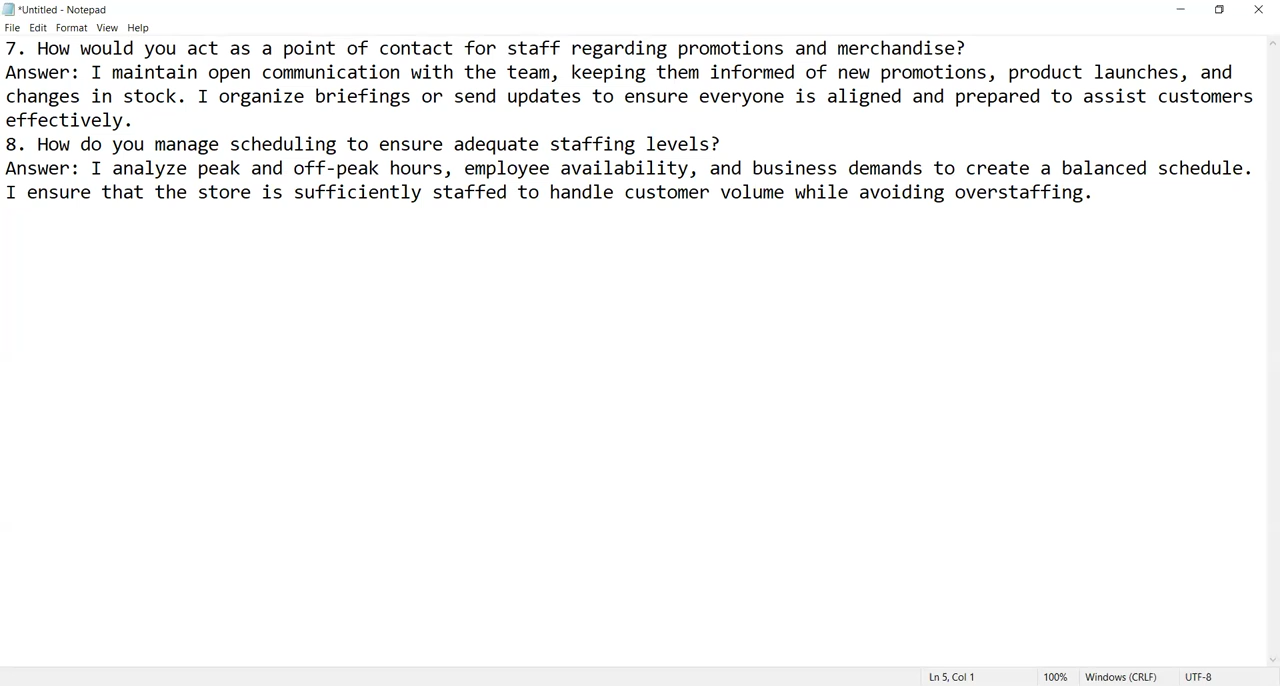 *Untitled - Notepad
File Edit Format View Help
7. How would you act as a point of contact for staff regarding promotions and merchandise?
Answer: I maintain open communication with the team, keeping them informed of new promotions, product launches, and
changes in stock. I organize briefings or send updates to ensure everyone is aligned and prepared to assist customers
effectively.
8. How do you manage scheduling to ensure adequate staffing levels?
Answer: I analyze peak and off-peak hours, employee availability, and business demands to create a balanced schedule.
I ensure that the store is sufficiently staffed to handle customer volume while avoiding overstaffing.
Ln 5, Col 1 100% Windows (CRLF) UTF-8